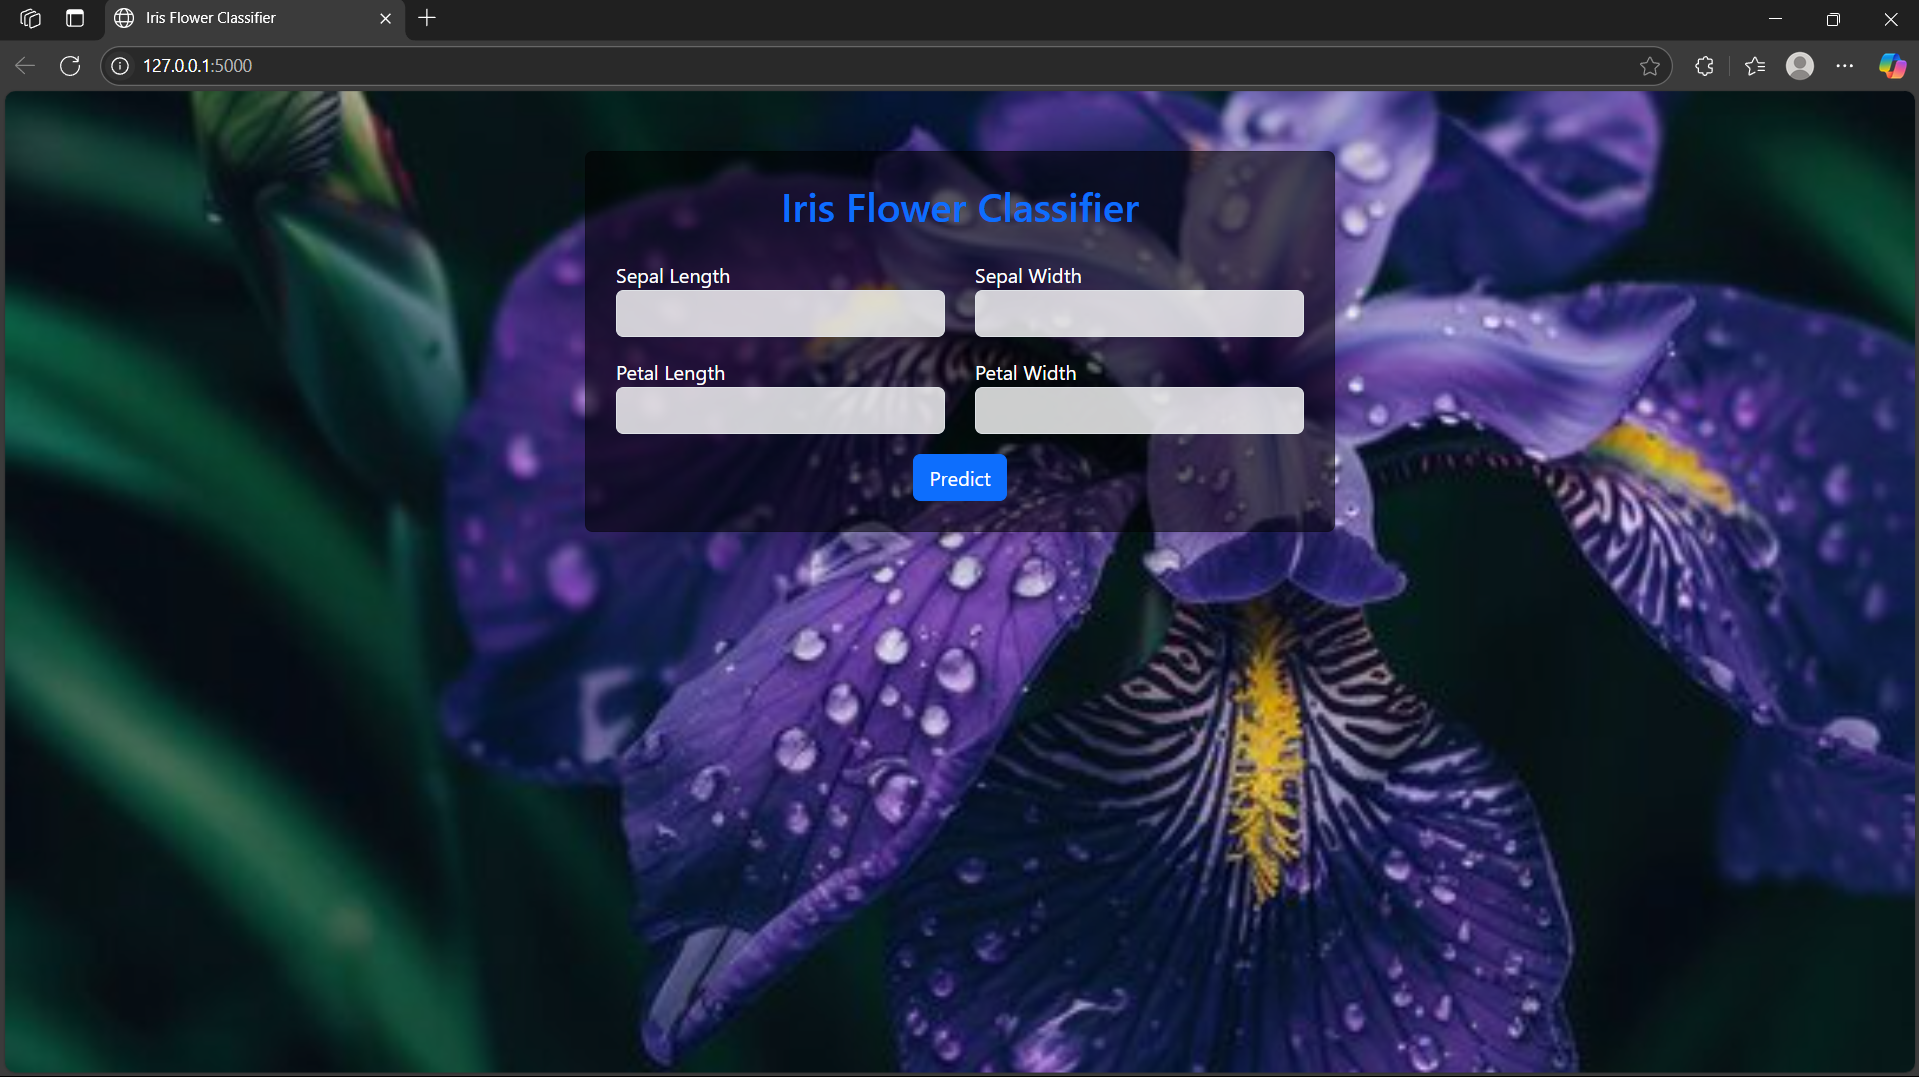 Iris Flower Classifier
127.0.0.1:5000
Iris Flower Classifier
Sepal Length
Sepal Width
Petal Length
Petal Width
Predict